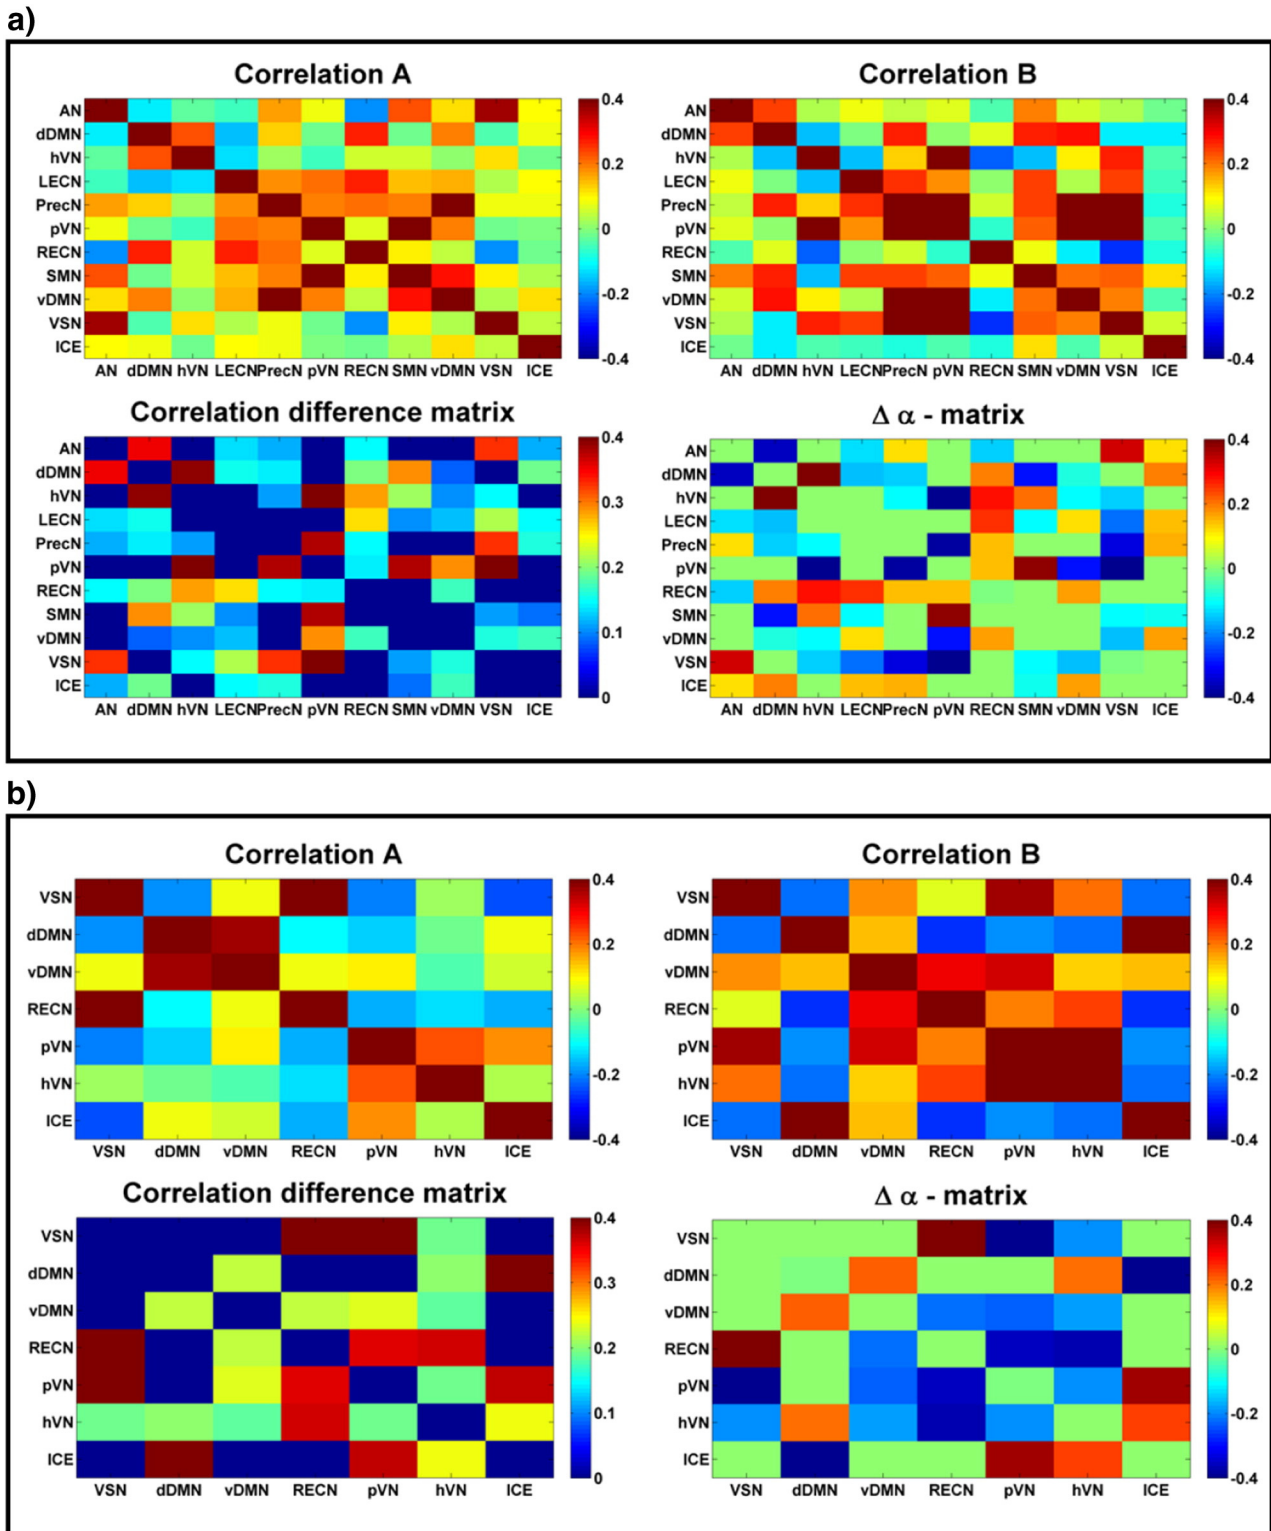 a)
Correlation A
AN
dDMN
hVN
LECN
PrecN
pVN
RECN
SMN
vDMN
VSN
ICE
AN dDMN hVN LECN PrecN pVN RECN SMN vDMN VSN ICE
0.4
0.2
0
-0.2
-0.4
Correlation B
AN
dDMN
hVN
LECN
PrecN
pVN
RECN
SMN
vDMN
VSN
ICE
AN dDMN hVN LECN PrecN pVN RECN SMN vDMN VSN ICE
0.4
0.2
0
-0.2
-0.4
Correlation difference matrix
AN
dDMN
hVN
LECN
PrecN
pVN
RECN
SMN
vDMN
VSN
ICE
AN dDMN hVN LECN PrecN pVN RECN SMN vDMN VSN ICE
0.4
0.3
0.2
0.1
0
Δ α - matrix
AN
dDMN
hVN
LECN
PrecN
pVN
RECN
SMN
vDMN
VSN
ICE
AN dDMN hVN LECN PrecN pVN RECN SMN vDMN VSN ICE
0.4
0.2
0
-0.2
-0.4
b)
Correlation A
VSN
dDMN
vDMN
RECN
pVN
hVN
ICE
VSN dDMN vDMN RECN pVN hVN ICE
0.4
0.2
0
-0.2
-0.4
Correlation B
VSN
dDMN
vDMN
RECN
pVN
hVN
ICE
VSN dDMN vDMN RECN pVN hVN ICE
0.4
0.2
0
-0.2
-0.4
Correlation difference matrix
VSN
dDMN
vDMN
RECN
pVN
hVN
ICE
VSN dDMN vDMN RECN pVN hVN ICE
0.4
0.3
0.2
0.1
0
Δ α - matrix
VSN
dDMN
vDMN
RECN
pVN
hVN
ICE
VSN dDMN vDMN RECN pVN hVN ICE
0.4
0.2
0
-0.2
-0.4